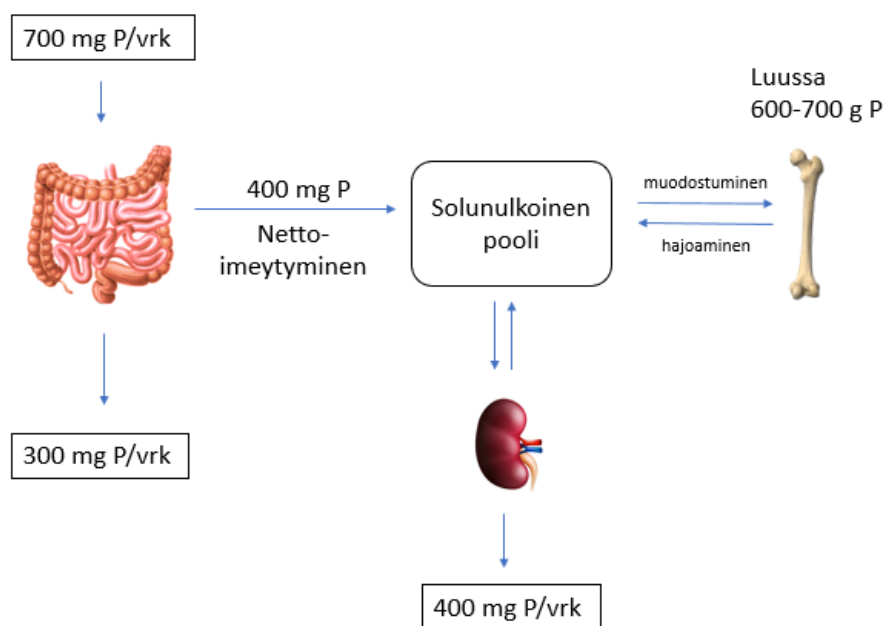 700 mg P/vrk
Luussa
600-700 g P
400 mg P
Netto-
imeytyminen
Solunulkoinen
pooli
muodostuminen
hajoaminen
300 mg P/vrk
400 mg P/vrk